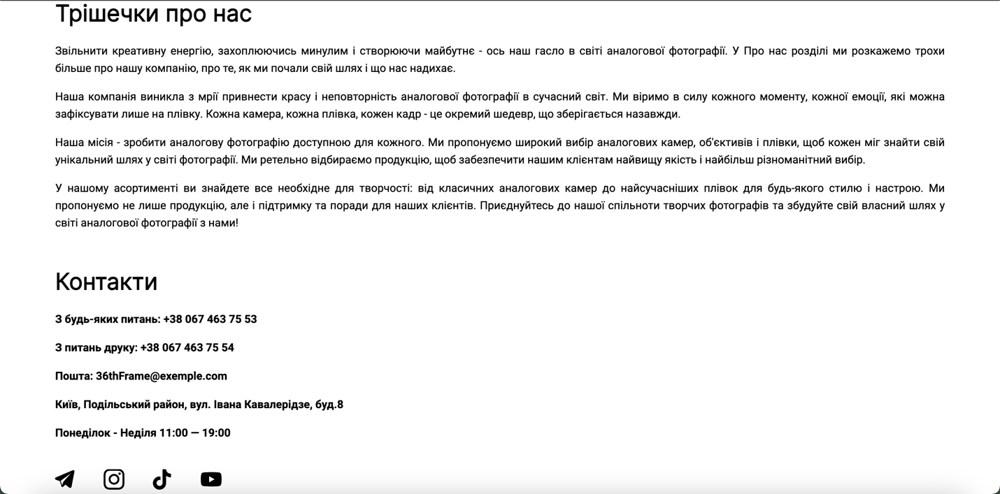 Трішечки про нас
Звільнити креативну енергію, захоплюючись минулим і створюючи майбутнє - ось наш гасло в світі аналогової фотографії. У Про нас розділі ми розкажемо трохи
більше про нашу компанію, про те, як ми почали свій шлях і що нас надихає.
Наша компанія виникла з мрії привнести красу і неповторність аналогової фотографії в сучасний світ. Ми віримо в силу кожного моменту, кожної емоції, які можна
зафіксувати лише на плівку. Кожна камера, кожна плівка, кожен кадр - це окремий шедевр, що зберігається назавжди.
Наша місія - зробити аналогову фотографію доступною для кожного. Ми пропонуємо широкий вибір аналогових камер, об'єктивів і плівки, щоб кожен міг знайти свій
унікальний шлях у світі фотографії. Ми ретельно відбираємо продукцію, щоб забезпечити нашим клієнтам найвищу якість і найбільш різноманітний вибір.
У нашому асортименті ви знайдете все необхідне для творчості: від класичних аналогових камер до найсучасніших плівок для будь-якого стилю і настрою. Ми
пропонуємо не лише продукцію, але і підтримку та поради для наших клієнтів. Приєднуйтесь до нашої спільноти творчих фотографів та збудуйте свій власний шлях у
світі аналогової фотографії з нами!
Контакти
З будь-яких питань: +38 067 463 75 53
З питань друку: +38 067 463 75 54
Пошта: 36thFrame@exemple.com
Київ, Подільський район, вул. Івана Кавалерідзе, буд.8
Понеділок - Неділя 11:00 — 19:00